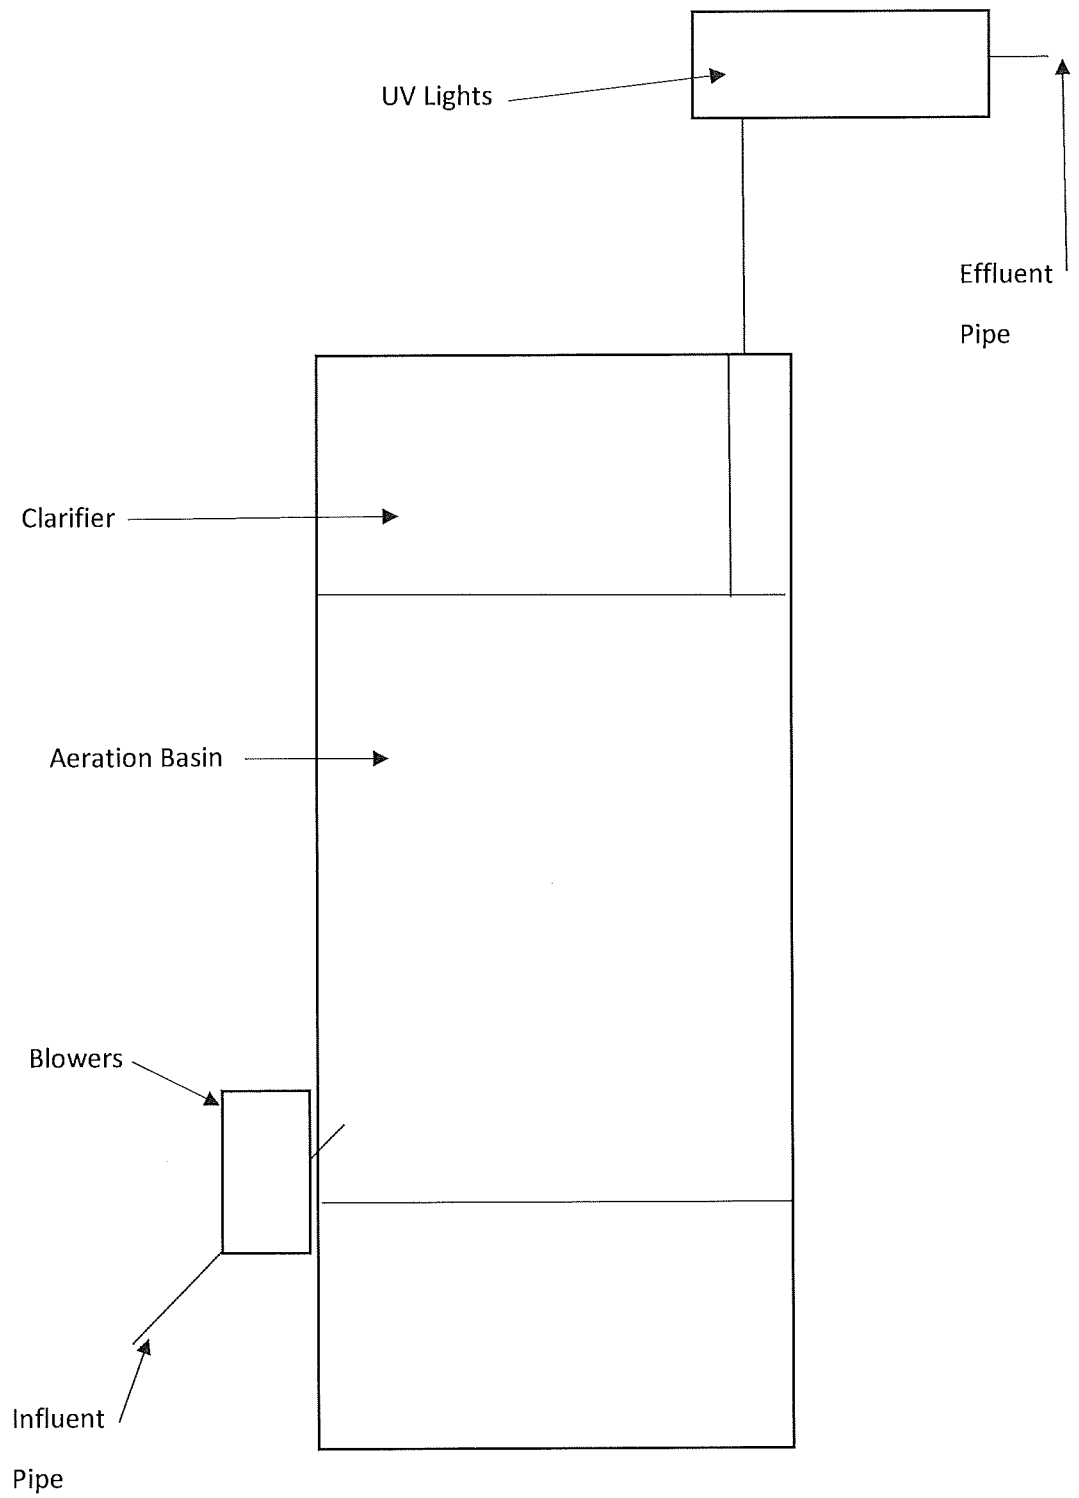 UV Lights
Effluent
Pipe
Clarifier
Aeration Basin
Blowers
Influent
Pipe